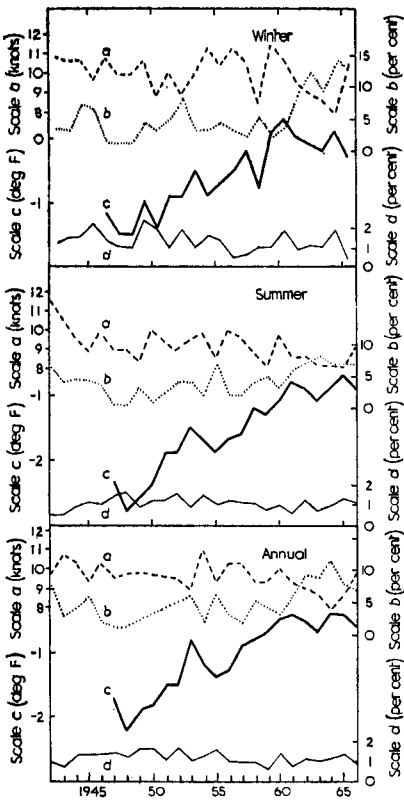 Winter
Scale a (knots)
12
11
10
9
8
Scale c (deg F)
0
-1
Scale b (per cent)
15
10
5
0
Scale d (per cent)
2
1
0
a
b
c
d
Summer
Scale a (knots)
12
11
10
9
8
Scale c (deg F)
-1
-2
Scale b (per cent)
10
5
0
Scale d (per cent)
2
1
0
a
b
c
d
Annual
Scale a (knots)
12
11
10
9
8
Scale c (deg F)
-1
-2
Scale b (per cent)
10
5
0
Scale d (per cent)
2
1
0
a
b
c
d
1945 50 55 60 65